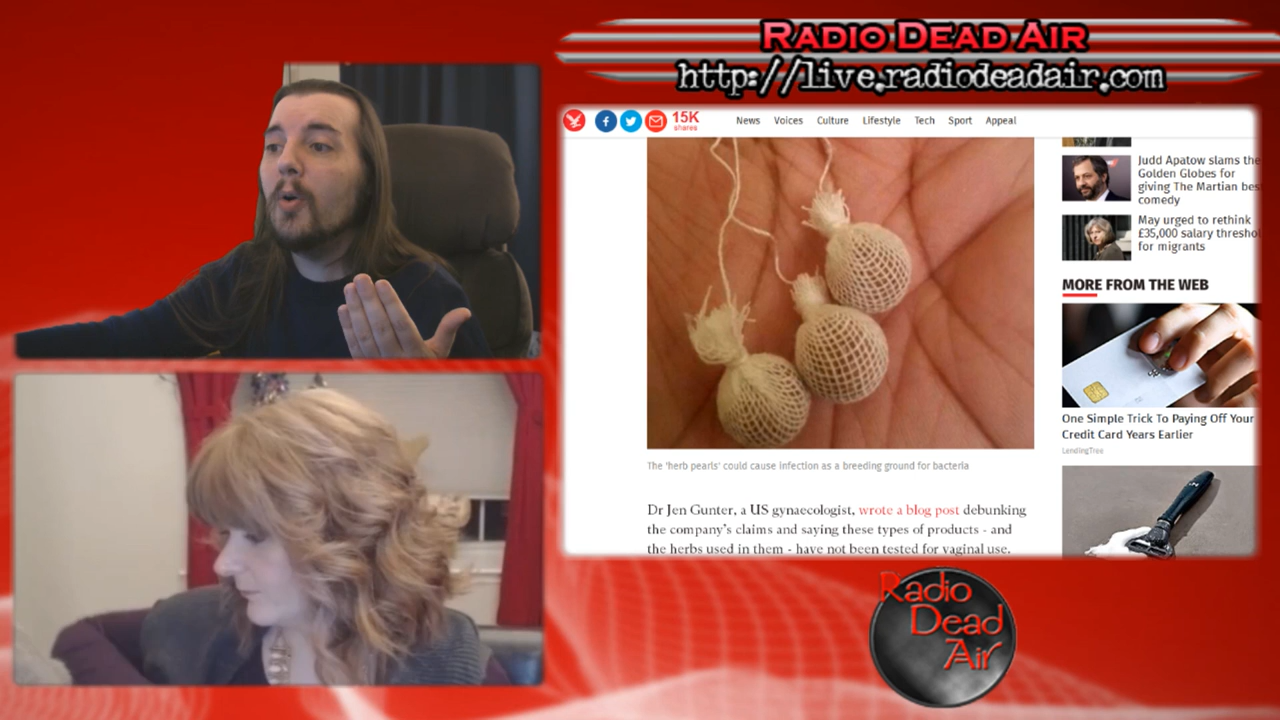 RADIO DEAD AIR
http://live.radiodeadair.com
15K
shares
News Voices Culture Lifestyle Tech Sport Appeal
Judd Apatow slams the
Golden Globes for
giving The Martian best
comedy
May urged to rethink
£35,000 salary threshol
for migrants
MORE FROM THE WEB
One Simple Trick To Paying Off Your
Credit Card Years Earlier
LendingTree
The 'herb pearls' could cause infection as a breeding ground for bacteria
Dr Jen Gunter, a US gynaecologist, wrote a blog post debunking
the company's claims and saying these types of products - and
the herbs used in them - have not been tested for vaginal use.
Radio
Dead
Air